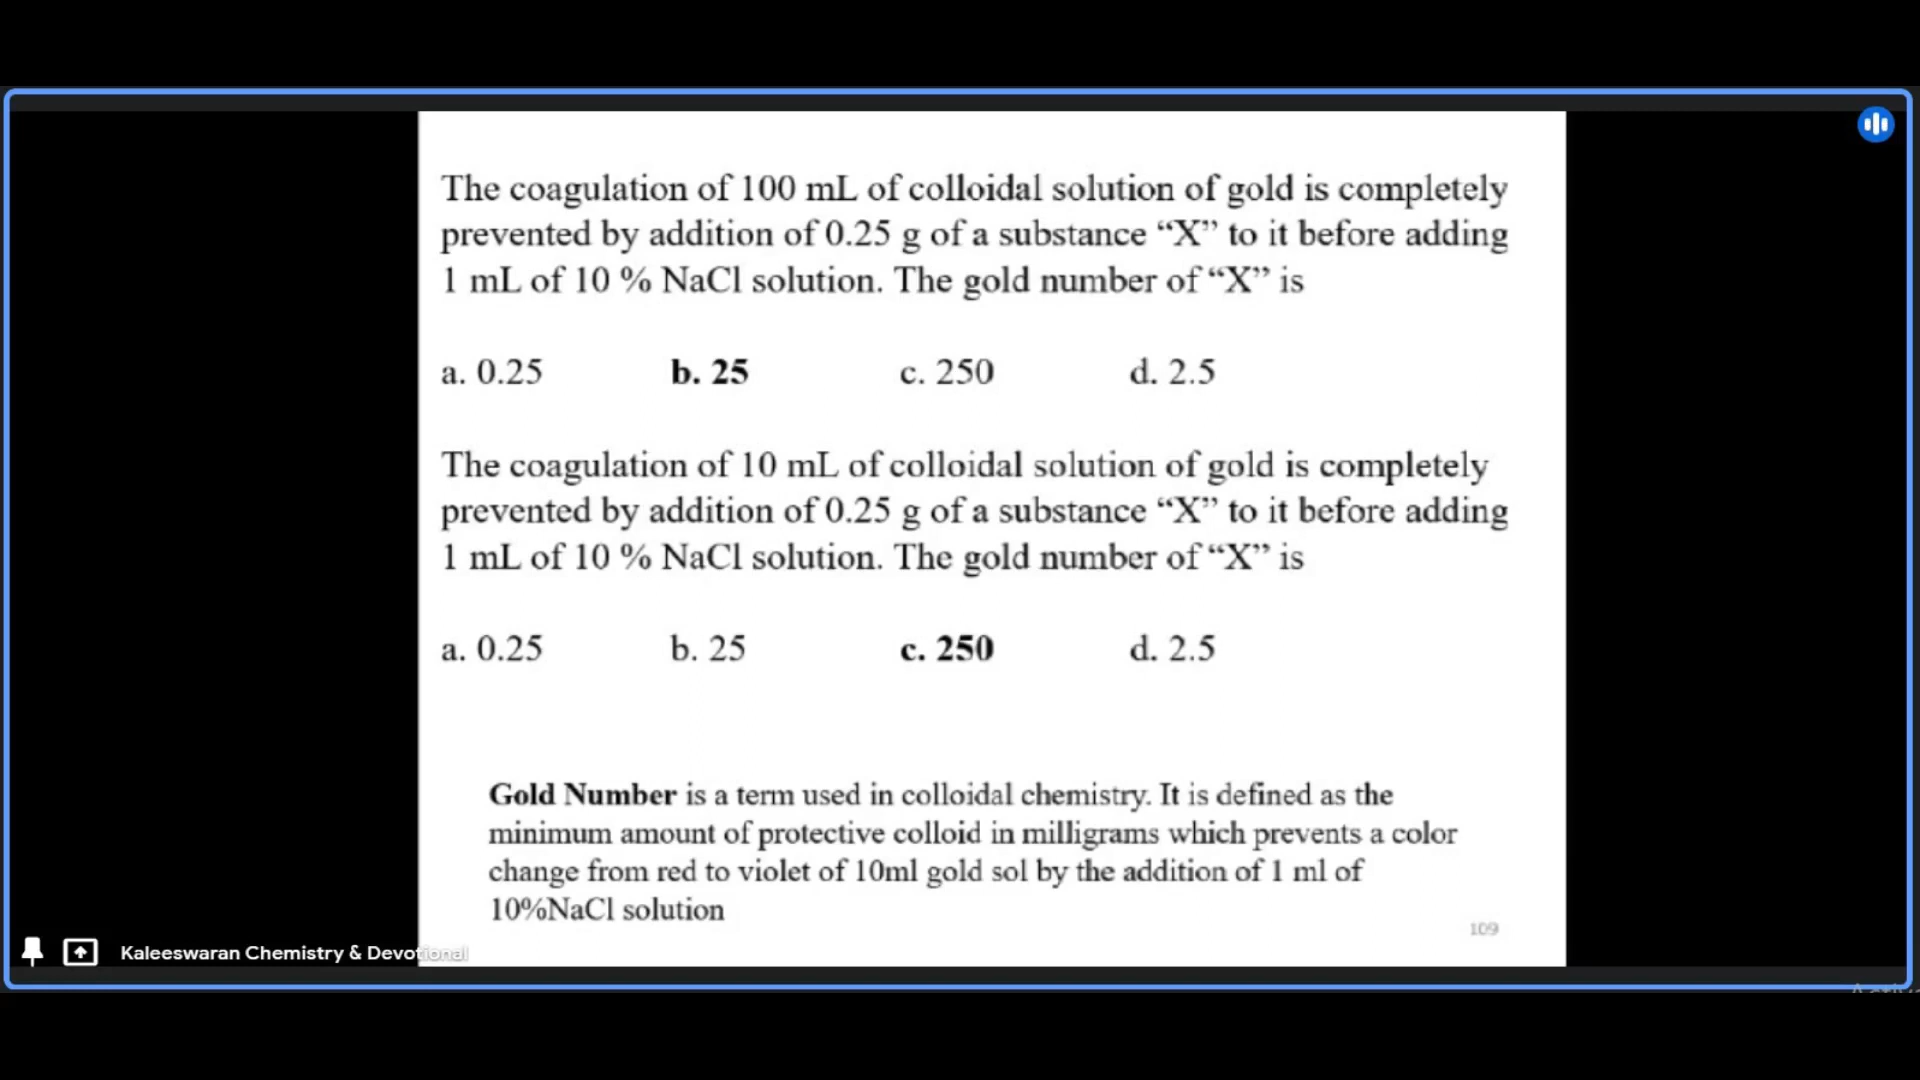 The coagulation of 100 mL of colloidal solution of gold is completely
prevented by addition of 0.25 g of a substance “X” to it before adding
1 mL of 10 % NaCl solution. The gold number of “X” is
a. 0.25 b. 25 c. 250 d. 2.5
The coagulation of 10 mL of colloidal solution of gold is completely
prevented by addition of 0.25 g of a substance “X” to it before adding
1 mL of 10 % NaCl solution. The gold number of “X” is
a. 0.25 b. 25 c. 250 d. 2.5
Gold Number is a term used in colloidal chemistry. It is defined as the
minimum amount of protective colloid in milligrams which prevents a color
change from red to violet of 10ml gold sol by the addition of 1 ml of
10%NaCl solution
109
Kaleeswaran Chemistry & Devotional